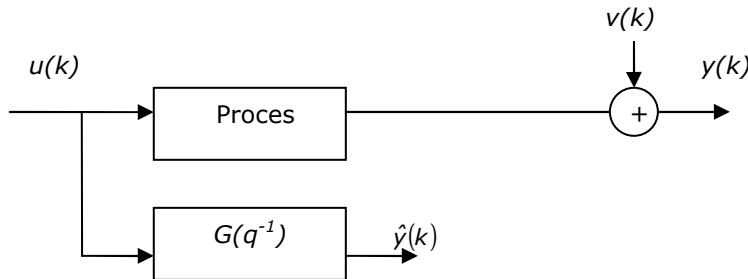 v(k)
u(k)
y(k)
Proces
+
G(q⁻¹)
ŷ(k)